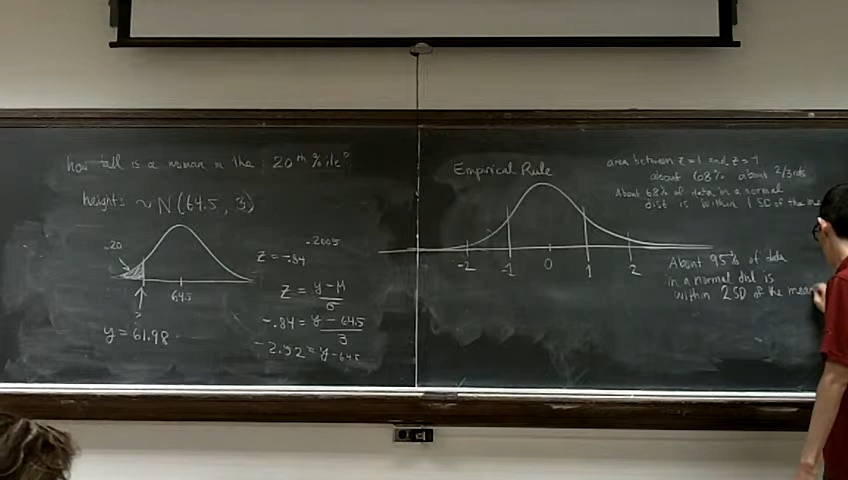 how tall is a woman in the 20th %ile?
heights ~ N(64.5, 3)
.20
64.5
?
y = 61.98
.2005
z = -.84
z = y - μ / σ
-.84 = y - 64.5 / 3
-2.52 = y - 64.5
Empirical Rule
-2 -1 0 1 2
area between z = 1 and z = -1
about 68% about 2/3rds
About 68% of data in a normal
dist is within 1 SD of the me
About 95% of data
in a normal dist is
within 2 SD of the mean